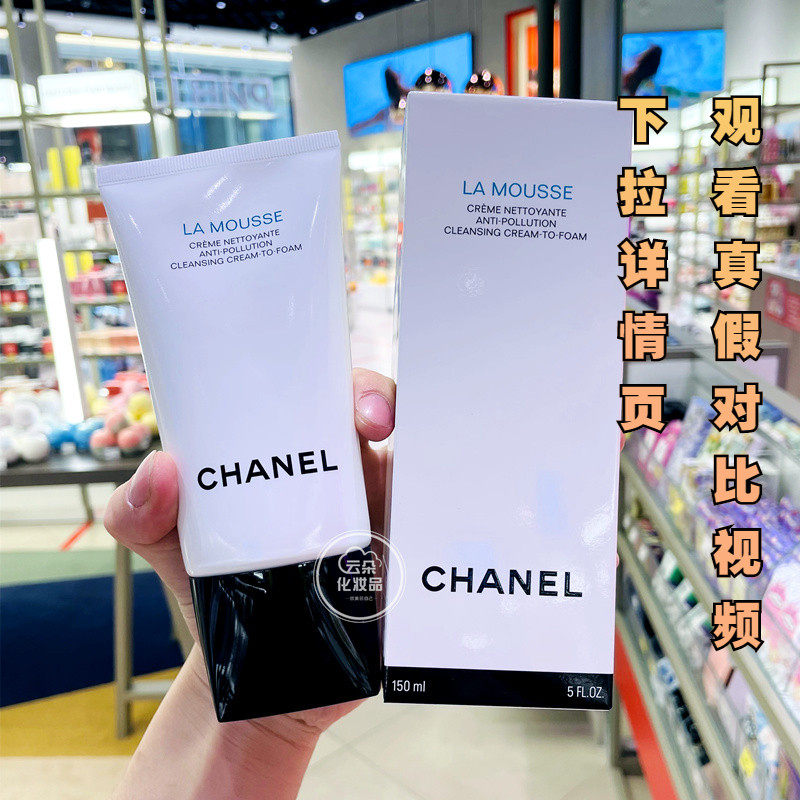 LA MOUSSE
CRÈME NETTOYANTE
ANTI-POLLUTION
CLEANSING CREAM-TO-FOAM
CHANEL
LA MOUSSE
CRÈME NETTOYANTE
ANTI-POLLUTION
CLEANSING CREAM-TO-FOAM
CHANEL
150 ml
5 FL.OZ.
云朵
化妆品
下拉详情页
观看真假对比视频